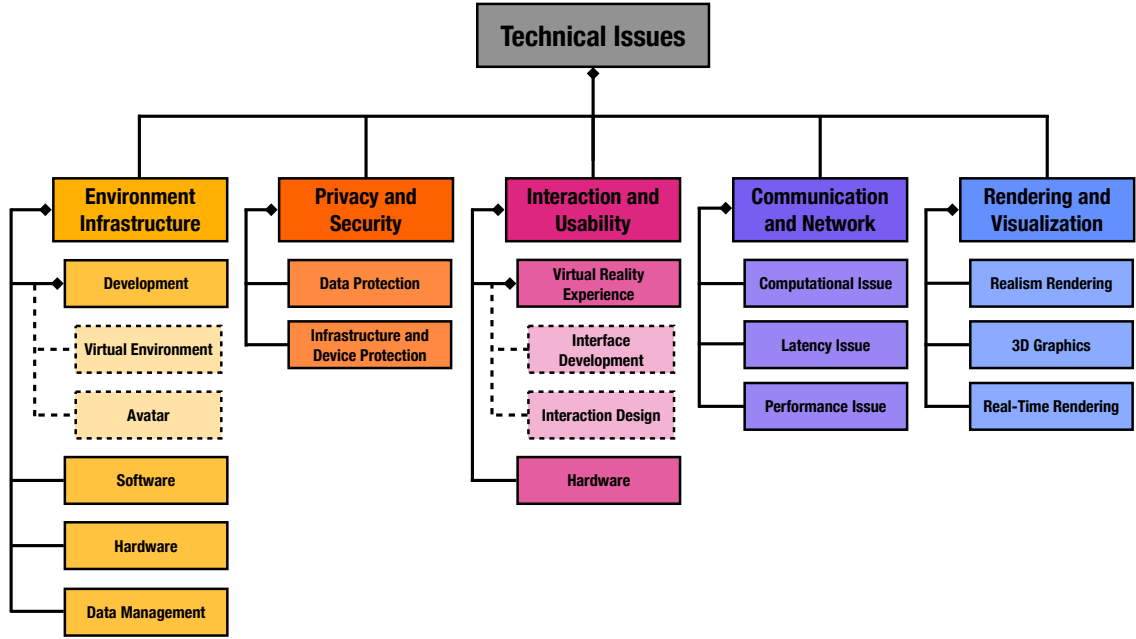 Technical Issues
Environment
Infrastructure
Development
Virtual Environment
Avatar
Software
Hardware
Data Management
Privacy and
Security
Data Protection
Infrastructure and
Device Protection
Interaction and
Usability
Virtual Reality
Experience
Interface
Development
Interaction Design
Hardware
Communication
and Network
Computational Issue
Latency Issue
Performance Issue
Rendering and
Visualization
Realism Rendering
3D Graphics
Real-Time Rendering